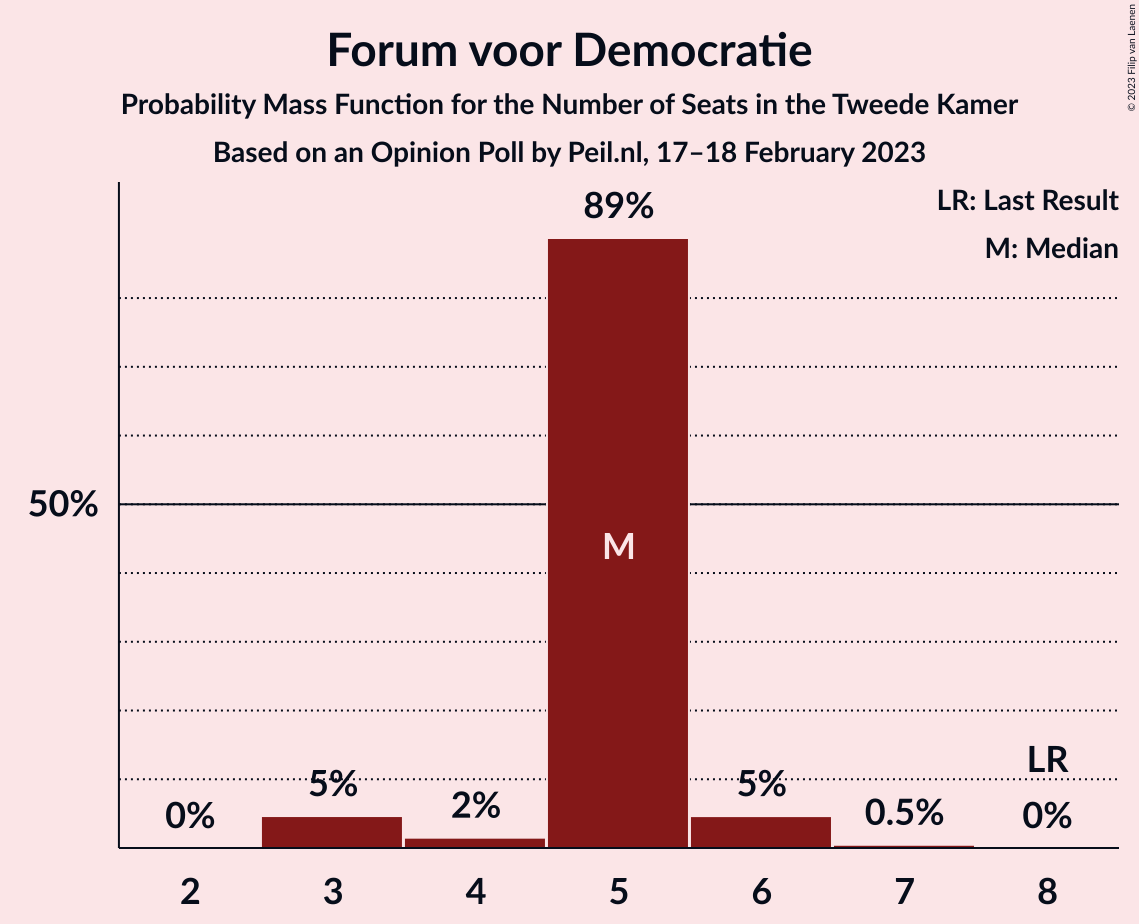 Forum voor Democratie
Probability Mass Function for the Number of Seats in the Tweede Kamer
Based on an Opinion Poll by Peil.nl, 17–18 February 2023
© 2023 Filip van Laenen
LR: Last Result
M: Median
89%
50%
M
LR
0%
5%
2%
5%
0.5%
0%
2
3
4
5
6
7
8